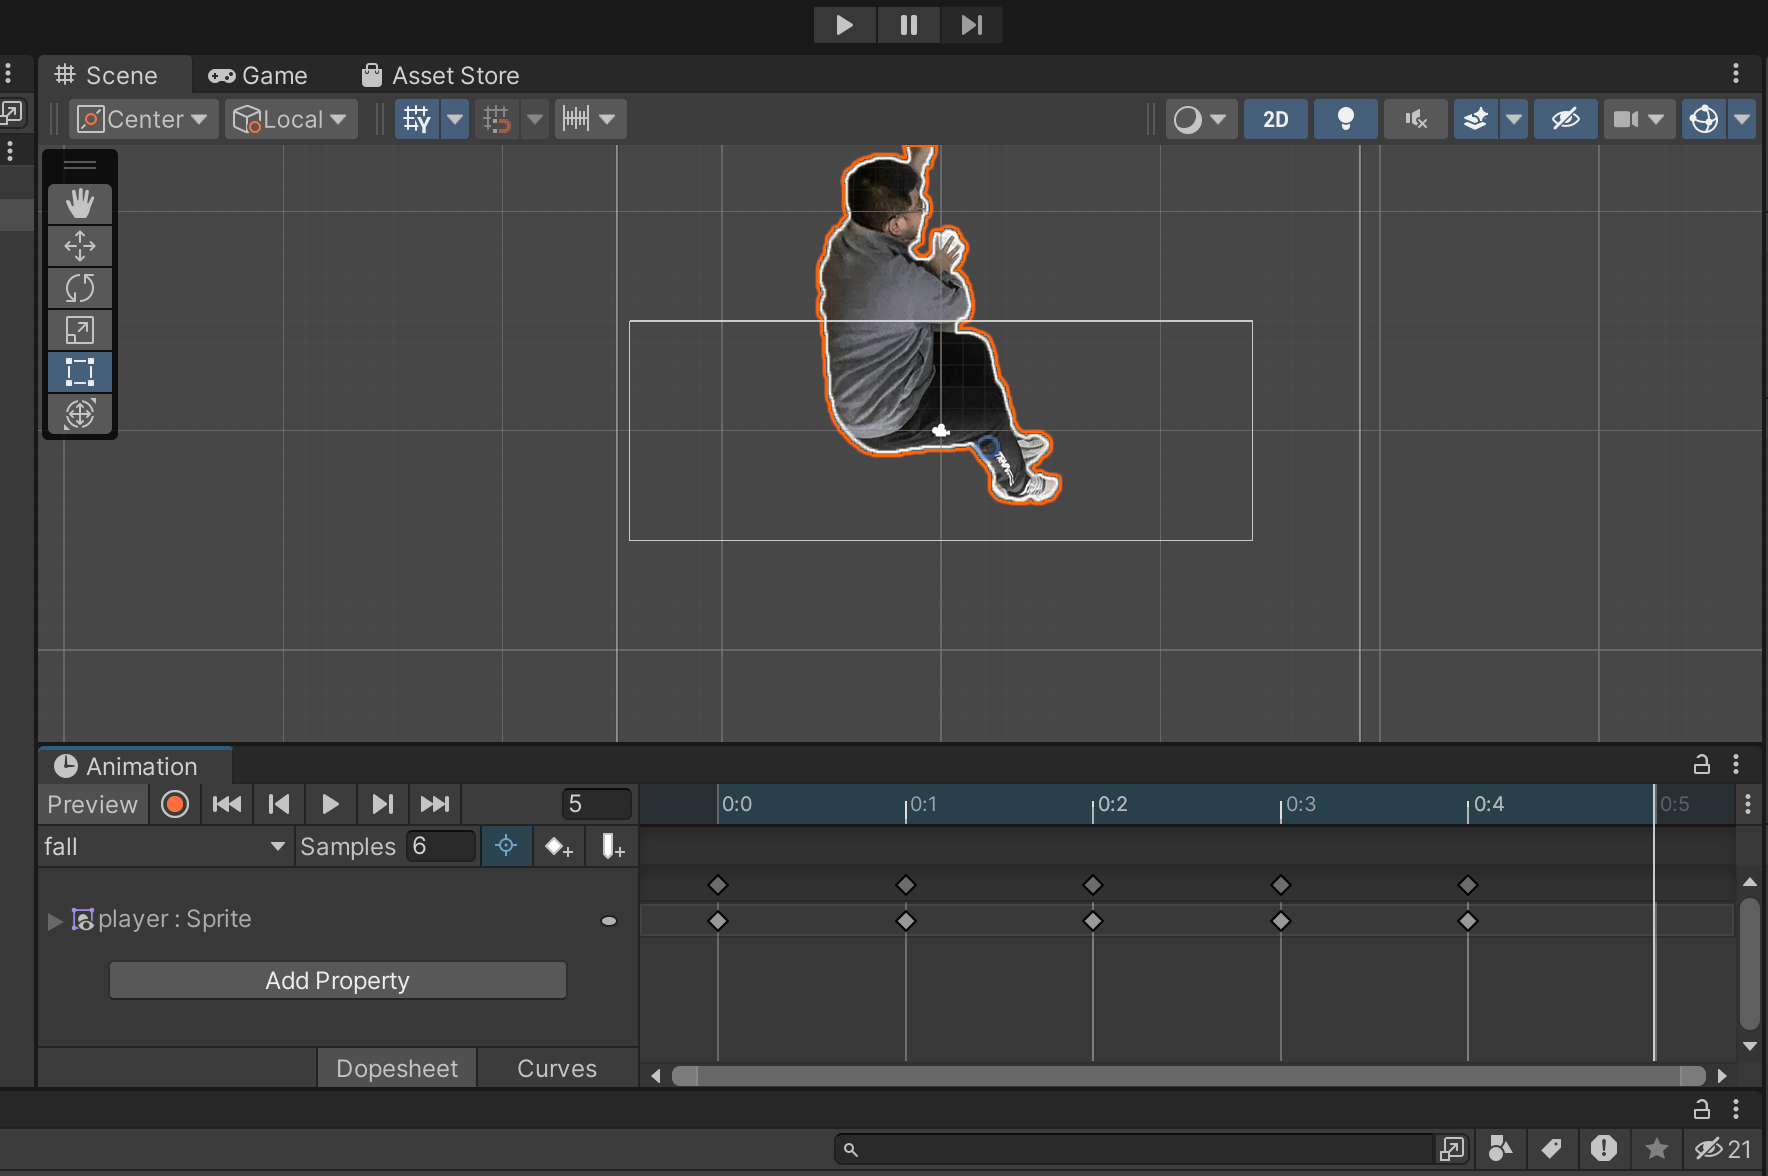 Scene Game Asset Store
Center Local 2D
Animation
Preview 5 0:0 0:1 0:2 0:3 0:4 0:5
fall Samples 6
player : Sprite
Add Property
Dopesheet Curves
21